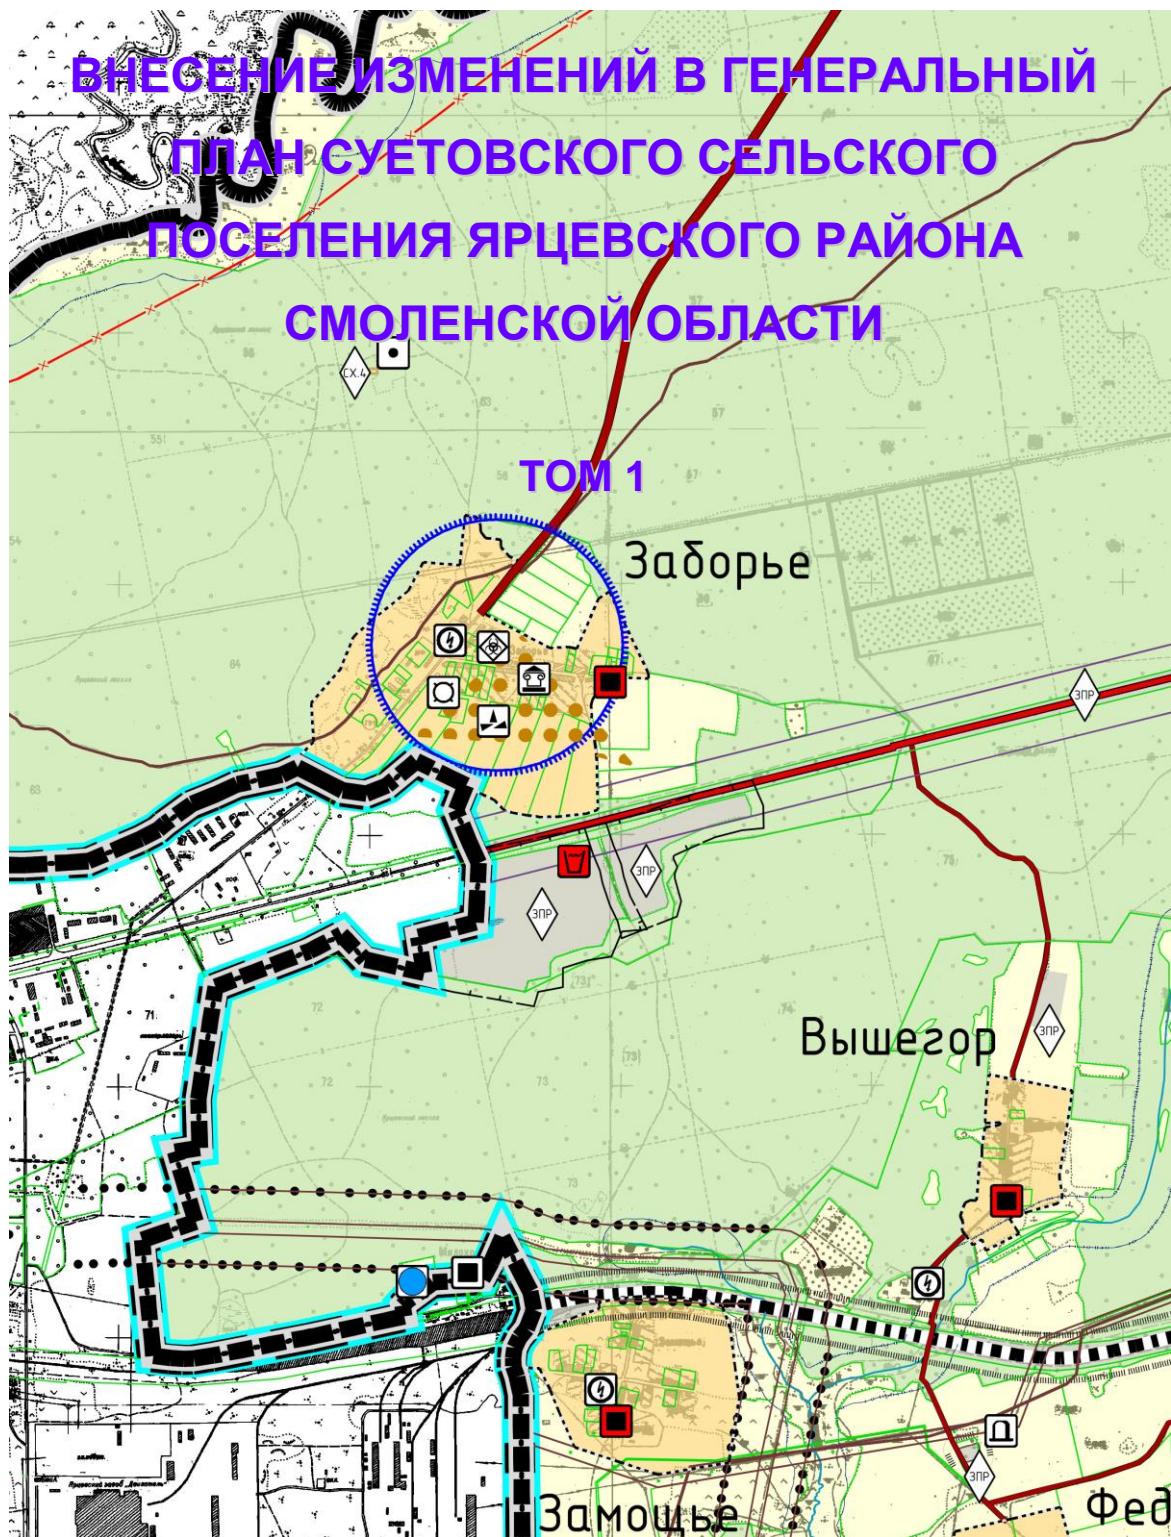 ВНЕСЕНИЕ ИЗМЕНЕНИЙ В ГЕНЕРАЛЬНЫЙ
ПЛАН СУЕТОВСКОГО СЕЛЬСКОГО
ПОСЕЛЕНИЯ ЯРЦЕВСКОГО РАЙОНА
СМОЛЕНСКОЙ ОБЛАСТИ
СХ.4
ТОМ 1
Заборье
ЗПР
ЗПР
ЗПР
Вышегор
ЗПР
ЗПР
Замощье
Фед